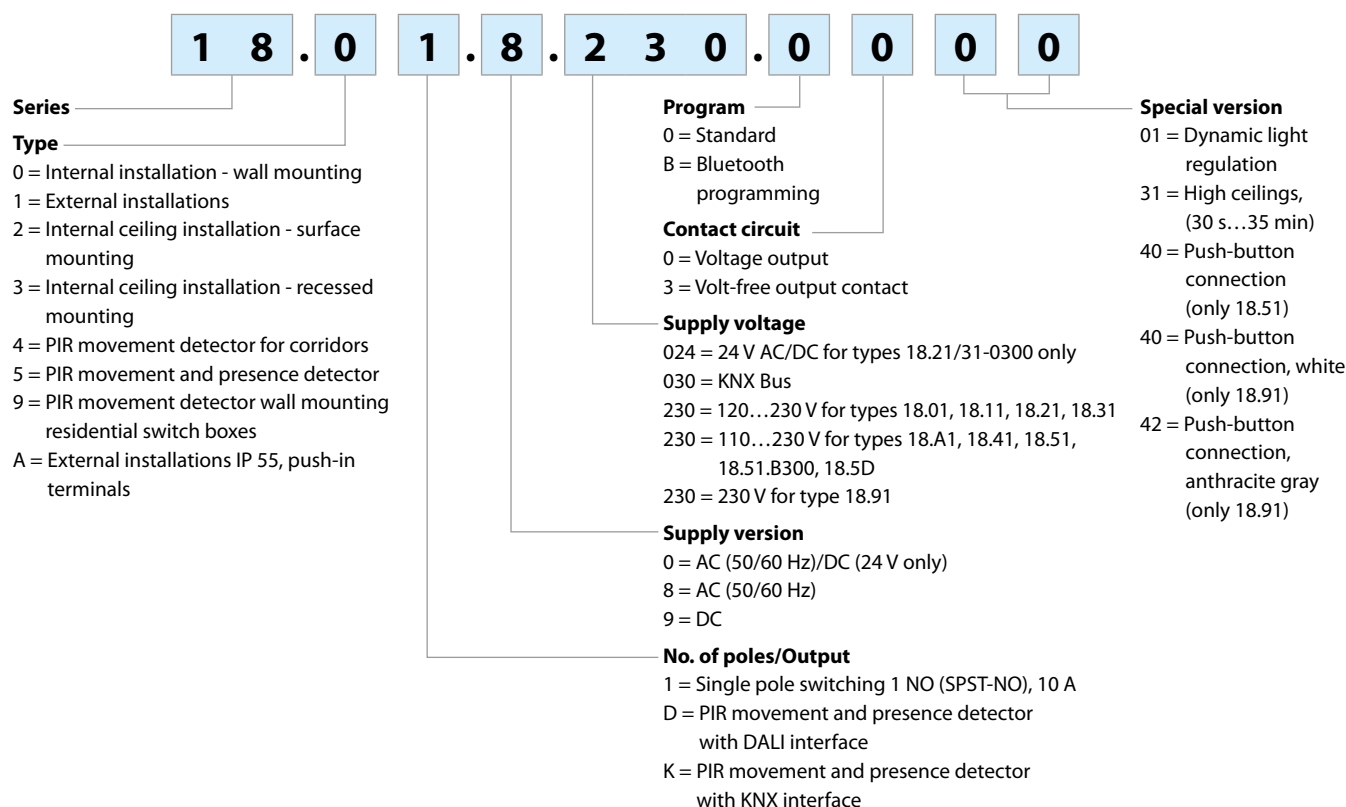 1 8 . 0 1 . 8 . 2 3 0 . 0 0 0 0
Series
Type
0 = Internal installation - wall mounting
1 = External installations
2 = Internal ceiling installation - surface
mounting
3 = Internal ceiling installation - recessed
mounting
4 = PIR movement detector for corridors
5 = PIR movement and presence detector
9 = PIR movement detector wall mounting
residential switch boxes
A = External installations IP 55, push-in
terminals
Program
0 = Standard
B = Bluetooth
programming
Contact circuit
0 = Voltage output
3 = Volt-free output contact
Supply voltage
024 = 24 V AC/DC for types 18.21/31-0300 only
030 = KNX Bus
230 = 120…230 V for types 18.01, 18.11, 18.21, 18.31
230 = 110…230 V for types 18.A1, 18.41, 18.51,
18.51.B300, 18.5D
230 = 230 V for type 18.91
Supply version
0 = AC (50/60 Hz)/DC (24 V only)
8 = AC (50/60 Hz)
9 = DC
No. of poles/Output
1 = Single pole switching 1 NO (SPST-NO), 10 A
D = PIR movement and presence detector
with DALI interface
K = PIR movement and presence detector
with KNX interface
Special version
01 = Dynamic light
regulation
31 = High ceilings,
(30 s…35 min)
40 = Push-button
connection
(only 18.51)
40 = Push-button
connection, white
(only 18.91)
42 = Push-button
connection,
anthracite gray
(only 18.91)